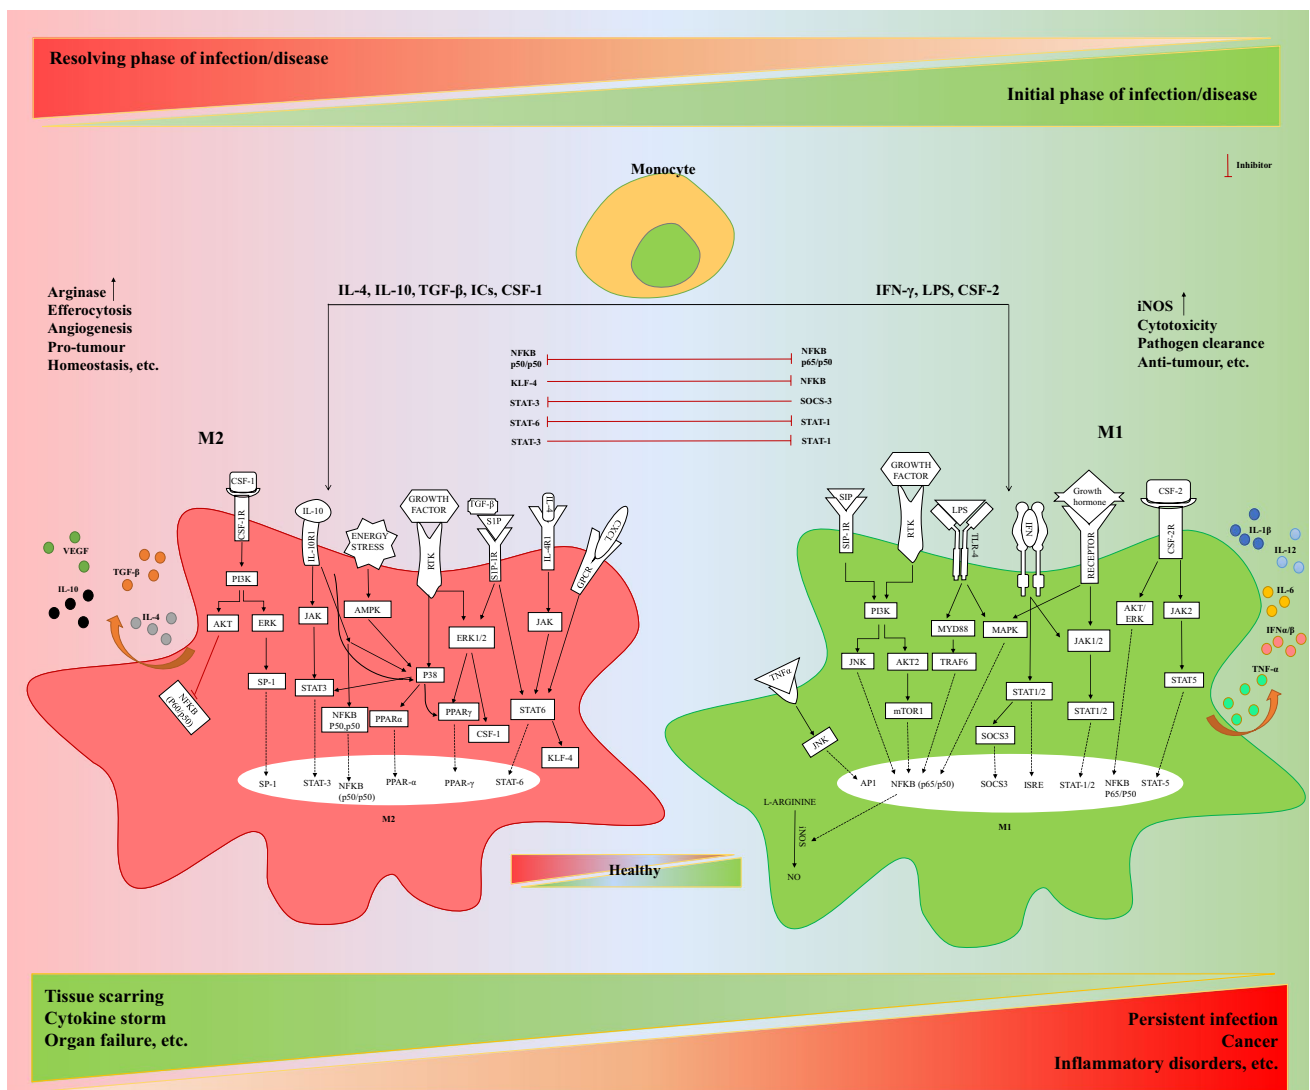 Resolving phase of infection/disease
Initial phase of infection/disease
Monocyte
Inhibitor
IL-4, IL-10, TGF-β, ICs, CSF-1
IFN-γ, LPS, CSF-2
Arginase
Efferocytosis
Angiogenesis
Pro-tumour
Homeostasis, etc.
iNOS
Cytotoxicity
Pathogen clearance
Anti-tumour, etc.
NFKB
p50/p50
NFKB
p65/p50
KLF-4
NFKB
STAT-3
SOCS-3
STAT-6
STAT-1
STAT-3
STAT-1
M2
M1
CSF-1
CSF-1R
IL-10
IL-10R1
ENERGY
STRESS
GROWTH
FACTOR
RTK
TGF-β
S1P
S1P-1R
IL-4
IL-4R1
CXCL
GPCR
VEGF
TGF-β
IL-10
IL-4
PI3K
AKT
ERK
JAK
AMPK
ERK1/2
JAK
SP-1
STAT3
P38
NFKB
(P60/p50)
NFKB
P50,p50
PPARα
PPARγ
CSF-1
STAT6
KLF-4
SP-1
STAT-3
NFKB
(p50/p50)
PPAR-α
PPAR-γ
STAT-6
M2
SIP
SIP-1R
GROWTH
FACTOR
RTK
LPS
TLR-4
IFN
Growth
hormone
RECEPTOR
CSF-2
CSF-2R
IL-1β
IL-12
IL-6
IFNα/β
TNF-α
PI3K
MYD88
MAPK
JAK1/2
AKT/
ERK
JAK2
JNK
AKT2
TRAF6
TNFα
STAT1/2
STAT5
mTOR1
STAT1/2
JNK
SOCS3
AP1
NFKB (p65/p50)
SOCS3
ISRE
STAT-1/2
NFKB
P65/P50
STAT-5
L-ARGININE
iNOS
NO
M1
Healthy
Tissue scarring
Cytokine storm
Organ failure, etc.
Persistent infection
Cancer
Inflammatory disorders, etc.